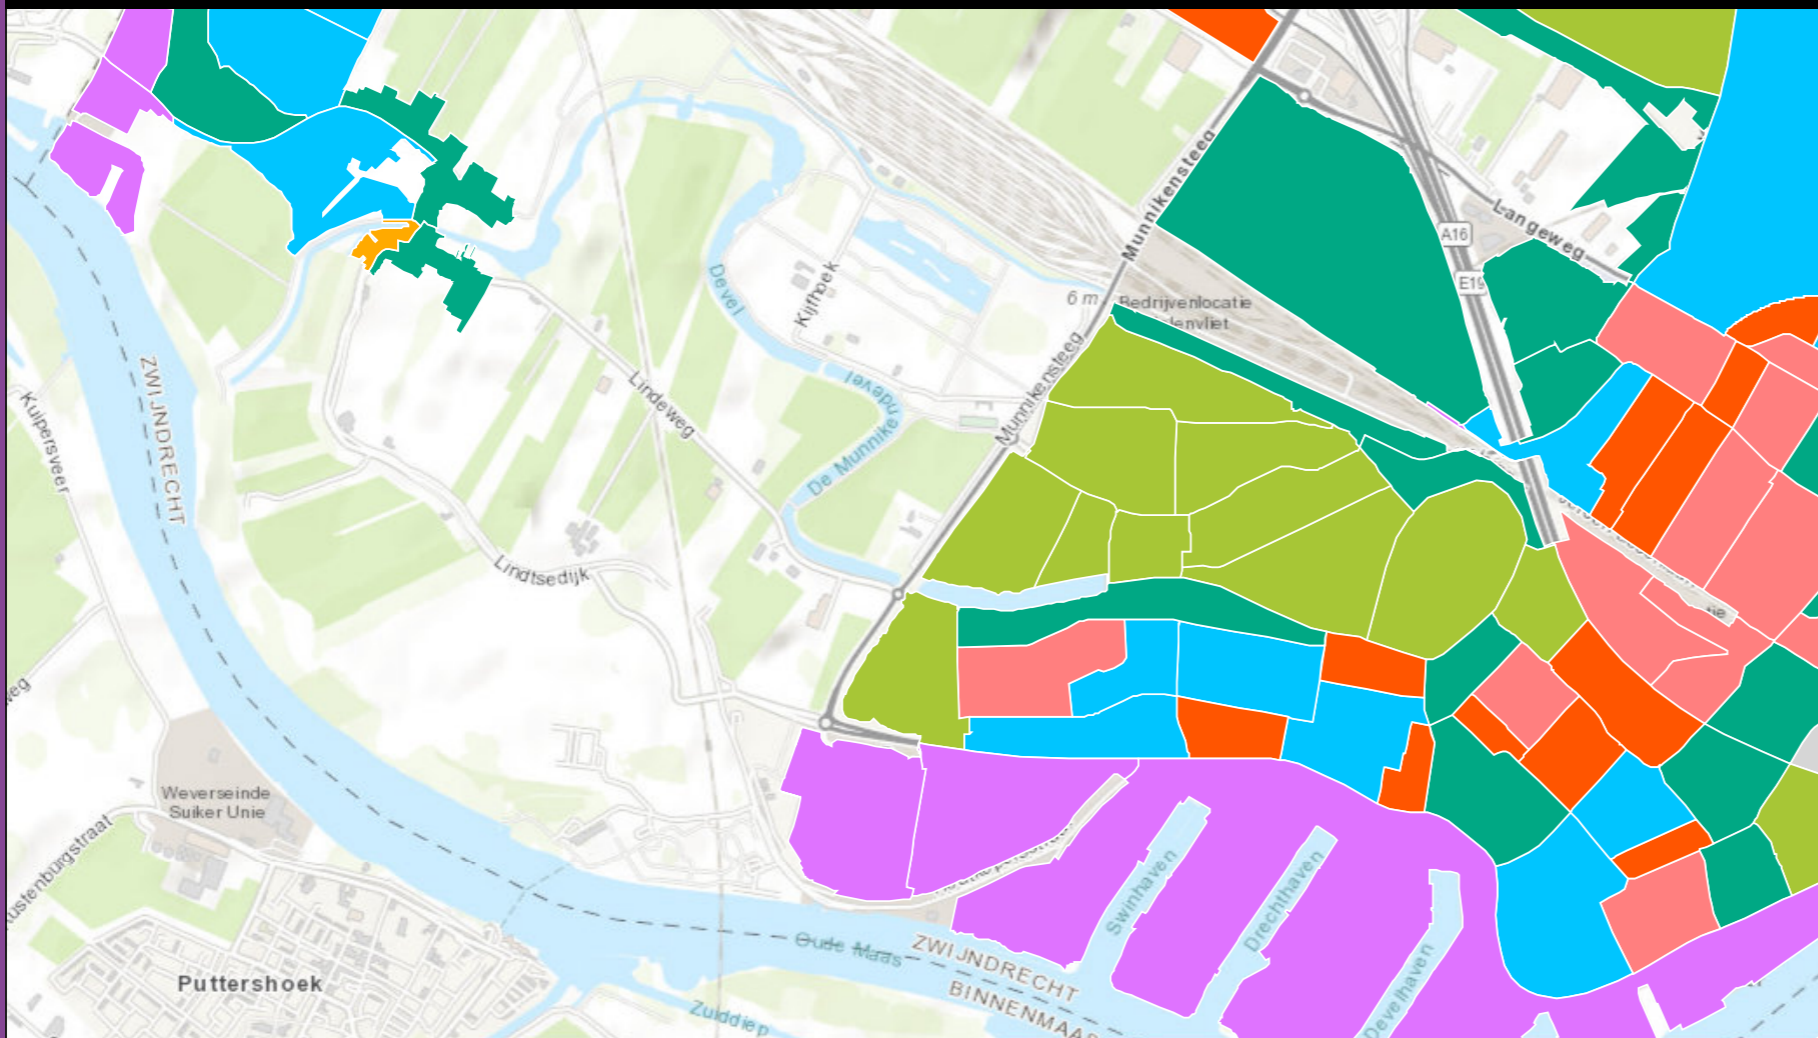 Munnikensteeg
Langeweg
A16
E19
6 m
Bedrijvenlocatie
Devel
Kijfhoek
Munnikensteeg
ZWIJNDRECHT
Kuipersveer
Lindeweg
De Munnike
ndevel
Lindtsedijk
Weverseinde
Suiker Unie
Swinhaven
Drechthaven
Develhaven
Oude Maas
ZWIJNDRECHT
BINNENMAAS
Puttershoek
Zuiddiep